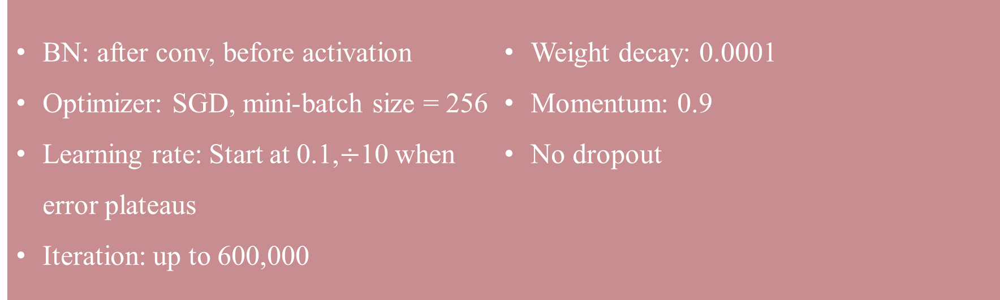 • BN: after conv, before activation
• Optimizer: SGD, mini-batch size = 256
• Learning rate: Start at 0.1,÷10 when
error plateaus
• Iteration: up to 600,000
• Weight decay: 0.0001
• Momentum: 0.9
• No dropout